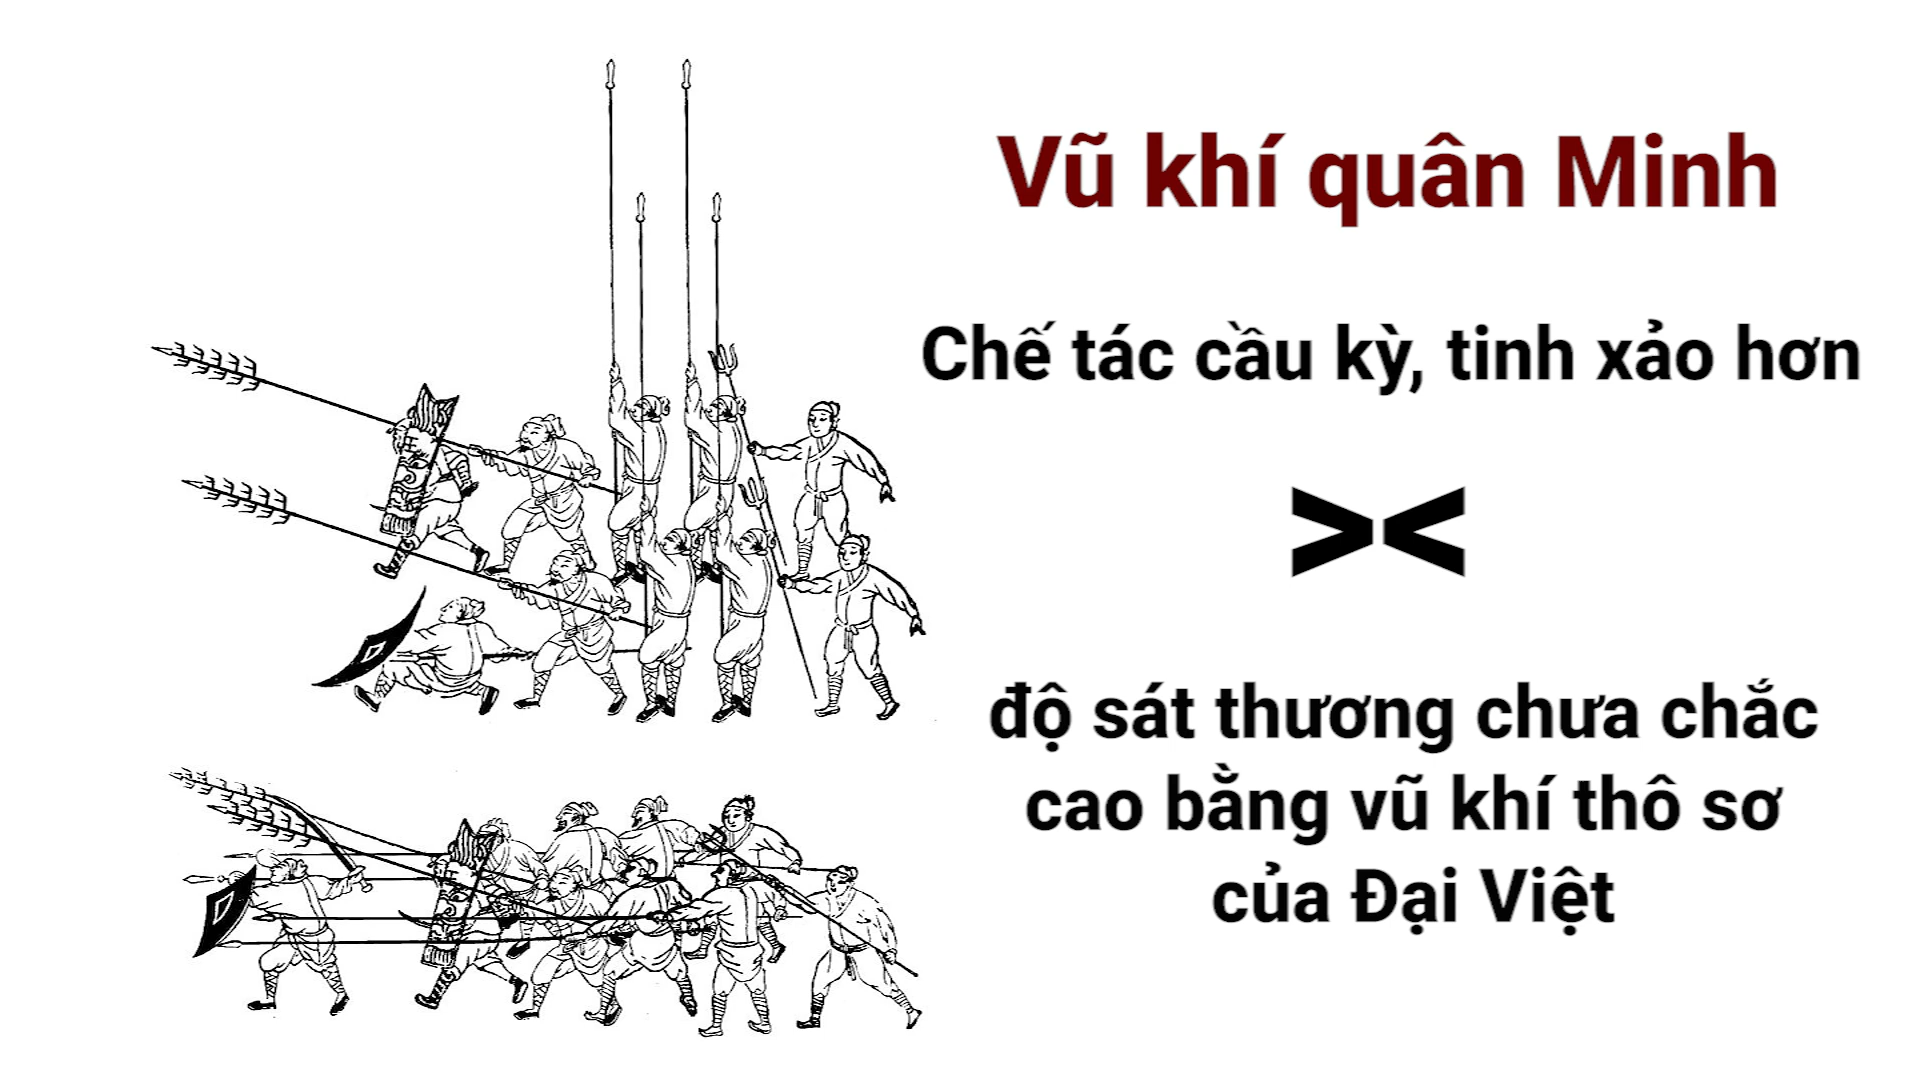 Vũ khí quân Minh
Chế tác cầu kỳ, tinh xảo hơn
><
độ sát thương chưa chắc
cao bằng vũ khí thô sơ
của Đại Việt